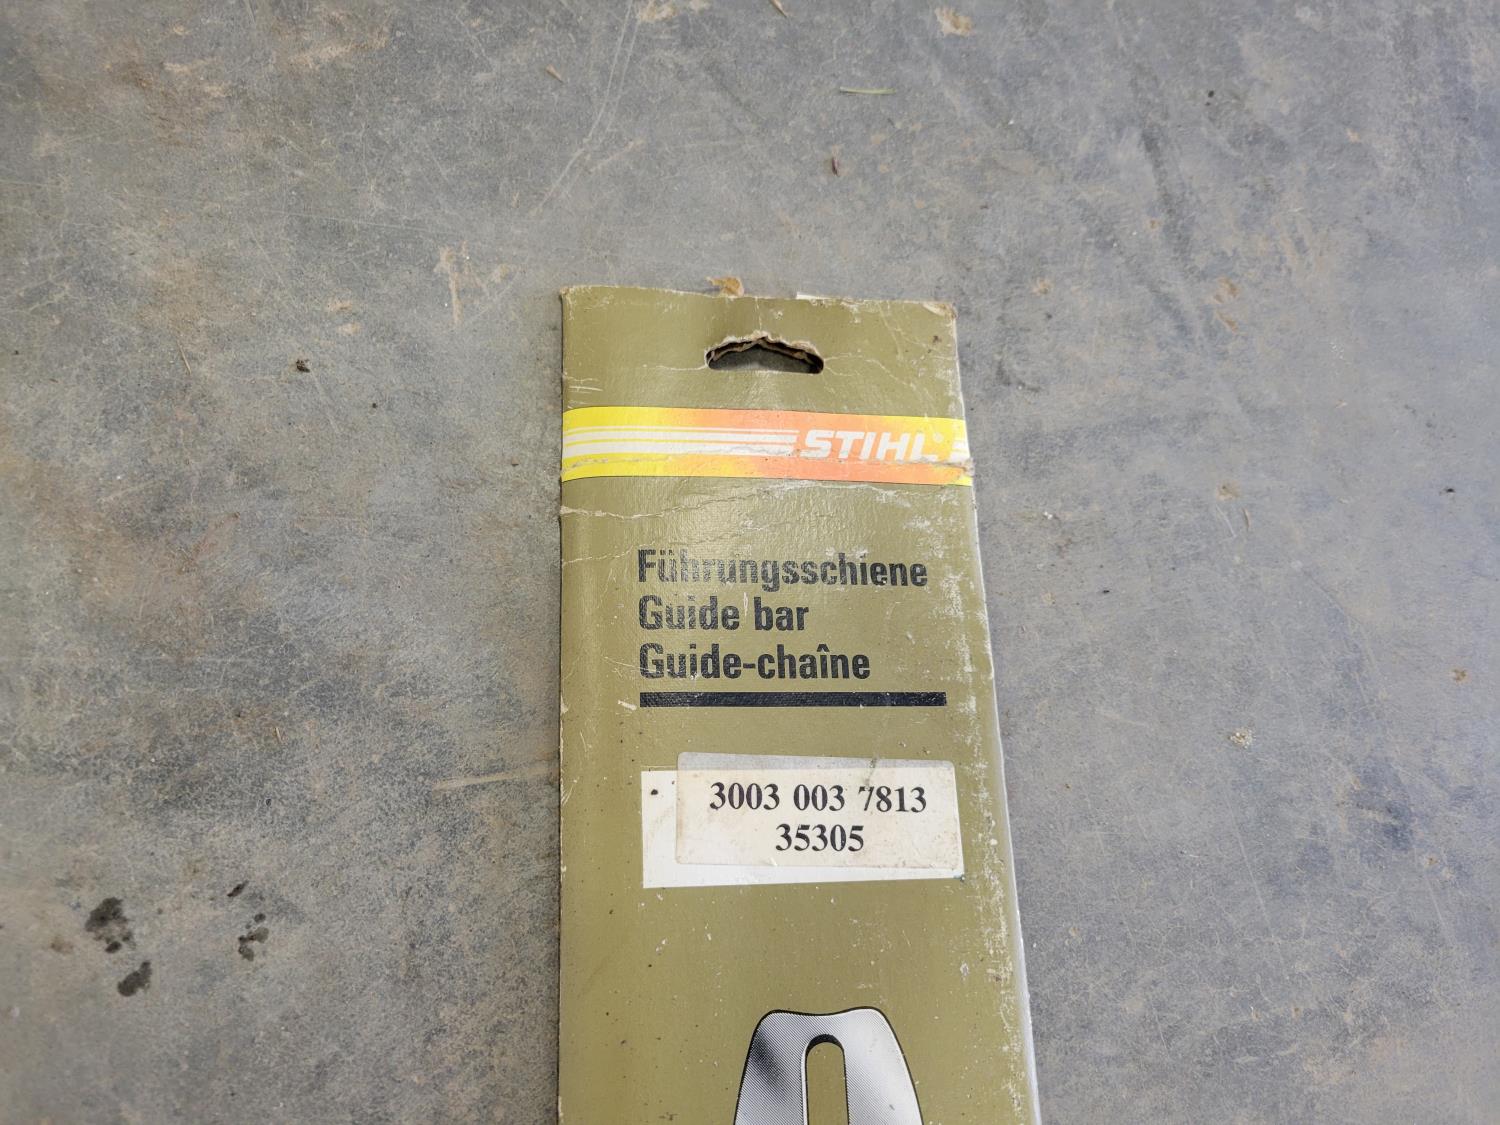 STIHL®
Führungsschiene
Guide bar
Guide-chaîne
3003 003 7813
35305